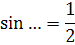 sin ... = 1/2